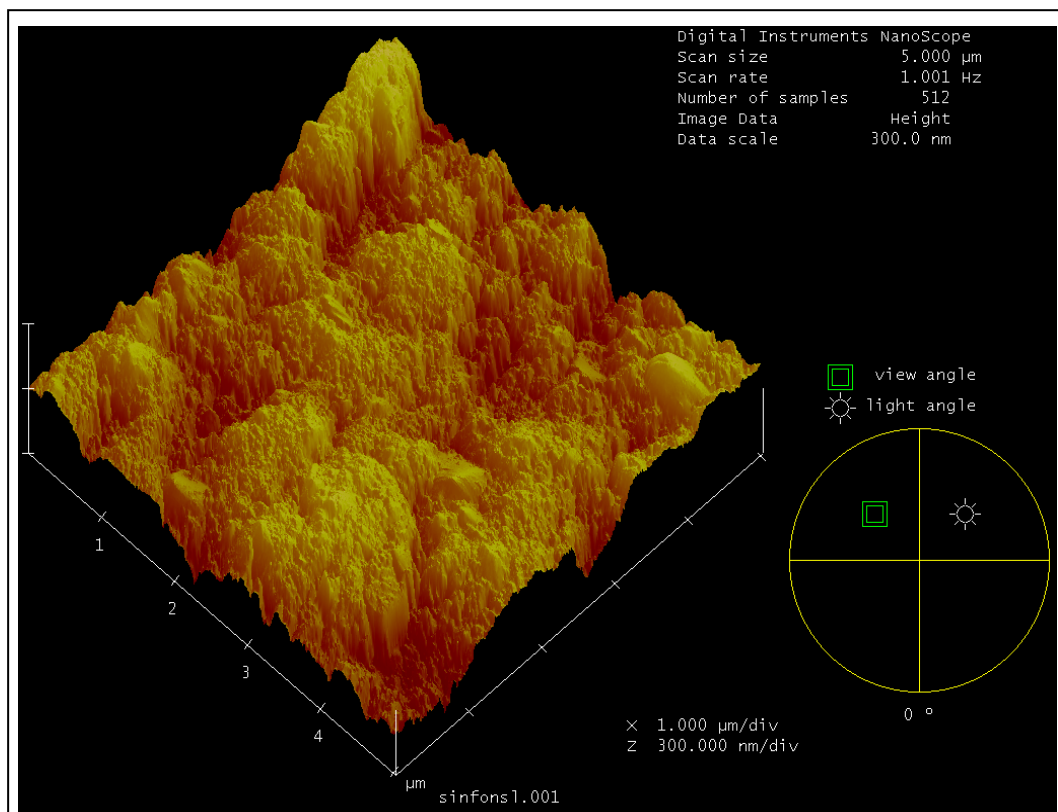 Digital Instruments NanoScope
Scan size 5.000 µm
Scan rate 1.001 Hz
Number of samples 512
Image Data Height
Data scale 300.0 nm
view angle
light angle
1
2
3
4
µm
0 º
X 1.000 µm/div
Z 300.000 nm/div
sinfons1.001